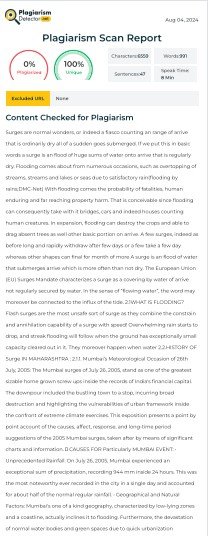 Plagiarism
Detector
Aug 04, 2024
Plagiarism Scan Report
0%
Plagiarized
100%
Unique
Characters:6559
Words:991
Sentences:47
Speak Time:
8 Min
Excluded URL
None
Content Checked for Plagiarism
Surges are normal wonders, or indeed a fiasco counting an range of arrive
that is ordinarily dry all of a sudden goes submerged. If we put this in basic
words a surge is an flood of huge sums of water onto arrive that is regularly
dry. Flooding comes about from numerous occasions, such as overtopping of
streams, streams and lakes or seas due to satisfactory rain(flooding by
rains,DMC-Net) With flooding comes the probability of fatalities, human
enduring and far reaching property harm. That is conceivable since flooding
can consequently take with it bridges, cars and indeed houses counting
human creatures. In expansion, flooding can destroy the crops and able to
drag absent trees as well other basic portion on arrive. A few surges, indeed as
before long and rapidly withdraw after few days or a few take a few day
whereas other shapes can final for month of more A surge is an flood of water
that submerges arrive which is more often than not dry. The European Union
(EU) Surges Mandate characterizes a surge as a covering by water of arrive
not regularly secured by water. In the sense of "flowing water", the word may
moreover be connected to the influx of the tide. 2.1WHAT IS FLOODING?
Flash surges are the most unsafe sort of surge as they combine the constrain
and annihilation capability of a surge with speed! Overwhelming rain starts to
drop, and streak flooding will follow when the ground has exceptionally small
capacity cleared out in it. They moreover happen when water 2.2:HISTORY OF
Surge IN MAHARASHTRA : 2.1.1. Mumbai's Meteorological Occasion of 26th
July, 2005: The Mumbai surges of July 26, 2005, stand as one of the greatest
sizable home grown screw ups inside the records of India's financial capital.
The downpour included the bustling town to a stop, incurring broad
destruction and highlighting the vulnerabilities of urban framework inside
the confront of extreme climate exercises. This exposition presents a point by
point account of the causes, affect, response, and long-time period
suggestions of the 2005 Mumbai surges, taken after by means of significant
charts and information. CAUSES FOR Particularly MUMBAI EVENT: -
Unprecedented Rainfall: On July 26, 2005, Mumbai experienced an
exceptional sum of precipitation, recording 944 mm inside 24 hours. This was
the most noteworthy ever recorded in the city in a single day and accounted
for about half of the normal regular rainfall. - Geographical and Natural
Factors: Mumbai's one of a kind geography, characterized by low-lying zones
and a coastline, actually inclines it to flooding. Furthermore, the devastation
of normal water bodies and green spaces due to quick urbanization